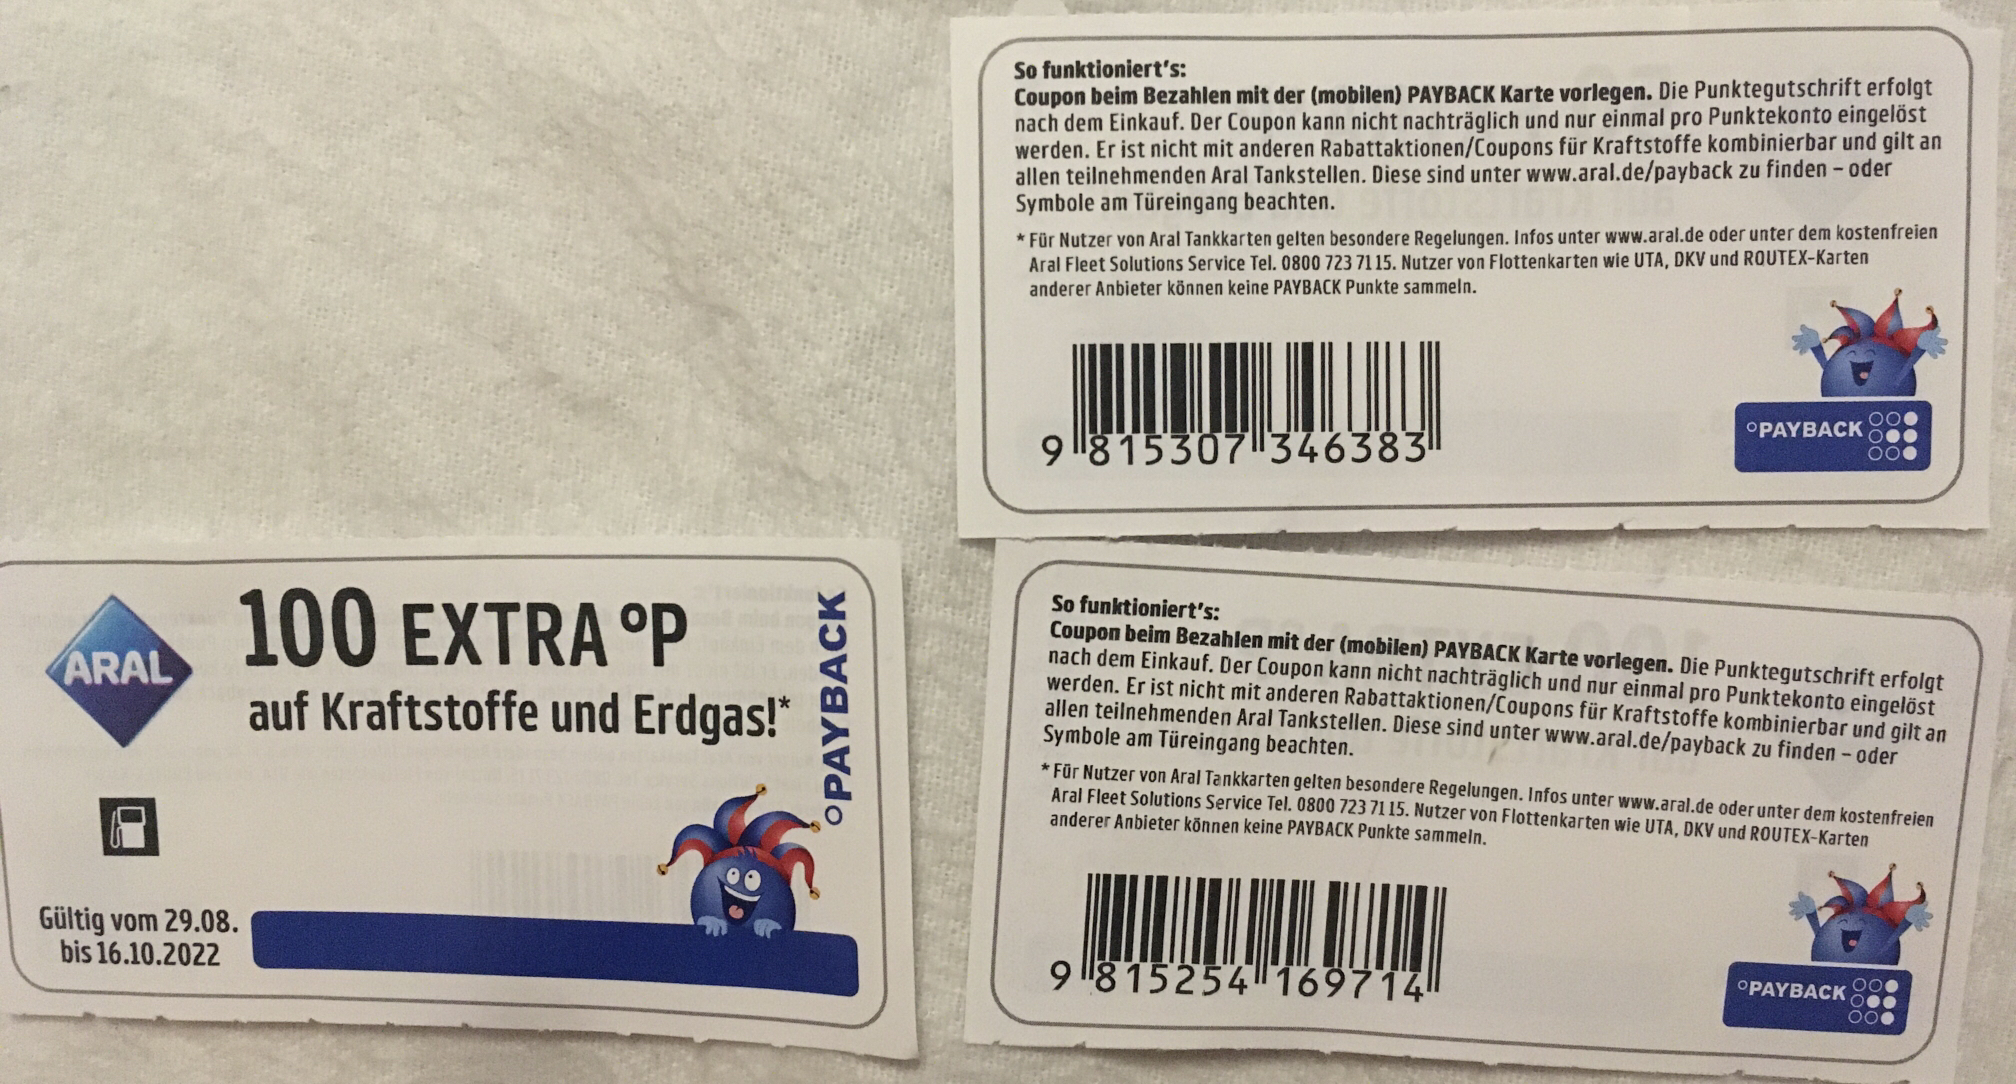 So funktioniert's:
Coupon beim Bezahlen mit der (mobilen) PAYBACK Karte vorlegen. Die Punktegutschrift erfolgt
nach dem Einkauf. Der Coupon kann nicht nachträglich und nur einmal pro Punktekonto eingelöst
werden. Er ist nicht mit anderen Rabattaktionen/Coupons für Kraftstoffe kombinierbar und gilt an
allen teilnehmenden Aral Tankstellen. Diese sind unter www.aral.de/payback zu finden – oder
Symbole am Türeingang beachten.
* Für Nutzer von Aral Tankkarten gelten besondere Regelungen. Infos unter www.aral.de oder unter dem kostenfreien
Aral Fleet Solutions Service Tel. 0800 723 71 15. Nutzer von Flottenkarten wie UTA, DKV und ROUTEX-Karten
anderer Anbieter können keine PAYBACK Punkte sammeln.
9 815307 346383
°PAYBACK
ARAL
100 EXTRA °P
auf Kraftstoffe und Erdgas!*
°PAYBACK
Gültig vom 29.08.
bis 16.10.2022
So funktioniert's:
Coupon beim Bezahlen mit der (mobilen) PAYBACK Karte vorlegen. Die Punktegutschrift erfolgt
nach dem Einkauf. Der Coupon kann nicht nachträglich und nur einmal pro Punktekonto eingelöst
werden. Er ist nicht mit anderen Rabattaktionen/Coupons für Kraftstoffe kombinierbar und gilt an
allen teilnehmenden Aral Tankstellen. Diese sind unter www.aral.de/payback zu finden – oder
Symbole am Türeingang beachten.
* Für Nutzer von Aral Tankkarten gelten besondere Regelungen. Infos unter www.aral.de oder unter dem kostenfreien
Aral Fleet Solutions Service Tel. 0800 723 71 15. Nutzer von Flottenkarten wie UTA, DKV und ROUTEX-Karten
anderer Anbieter können keine PAYBACK Punkte sammeln.
9 815254 169714
°PAYBACK